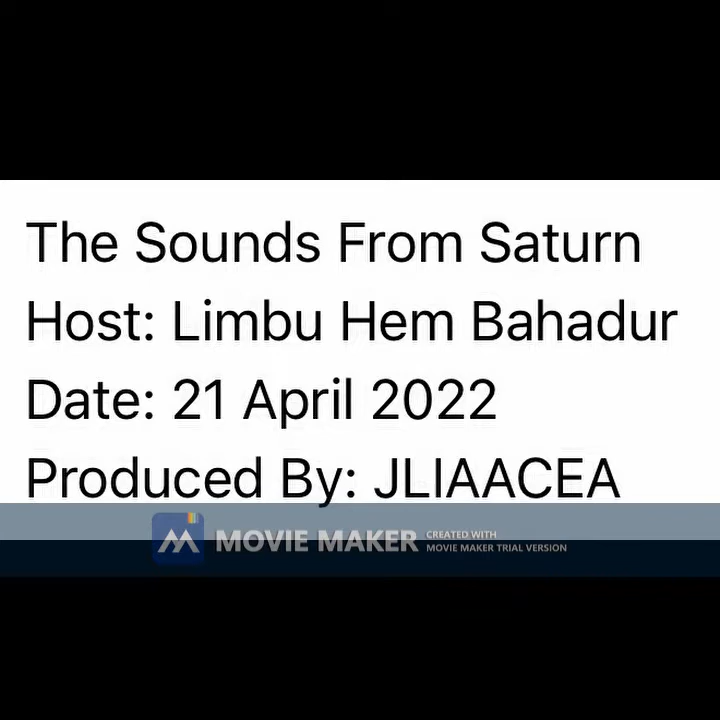 The Sounds From Saturn
Host: Limbu Hem Bahadur
Date: 21 April 2022
Produced By: JLIAACEA
MOVIE MAKER
CREATED WITH
MOVIE MAKER TRIAL VERSION